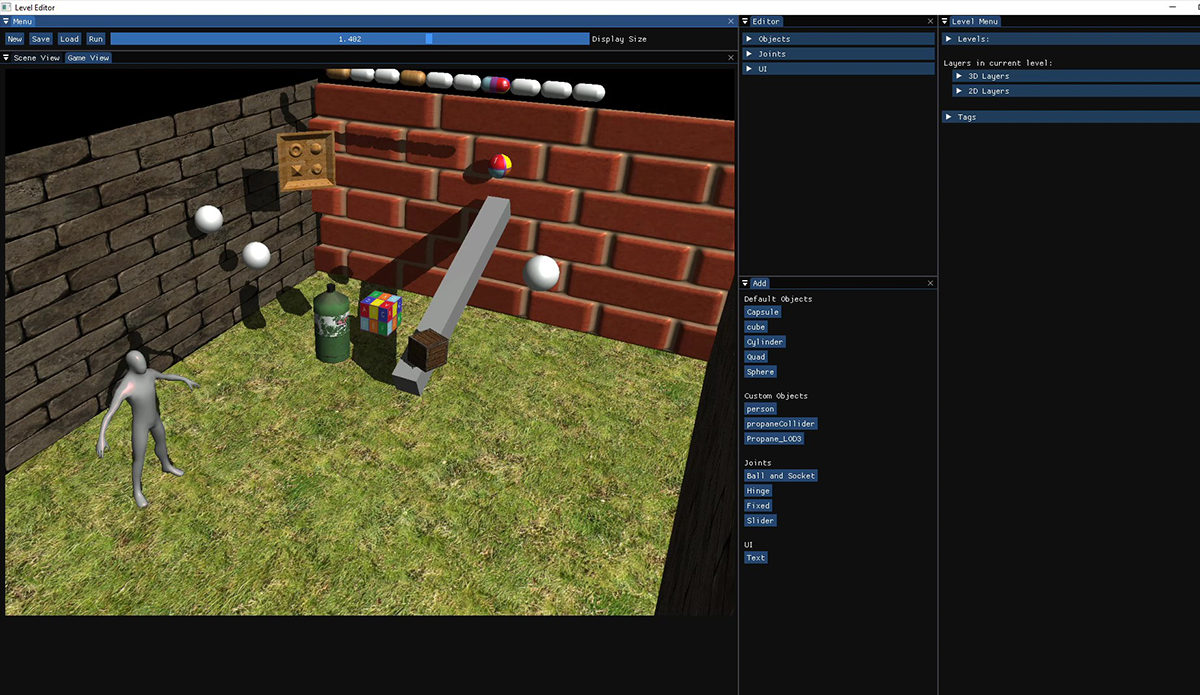 Level Editor
Menu
New Save Load Run 1.402 Display Size
Scene View Game View
Editor
Objects
Joints
UI
Add
Default Objects
Capsule
cube
Cylinder
Quad
Sphere
Custom Objects
person
propaneCollider
Propane_LOD3
Joints
Ball and Socket
Hinge
Fixed
Slider
UI
Text
Level Menu
Levels:
Layers in current level:
3D Layers
2D Layers
Tags